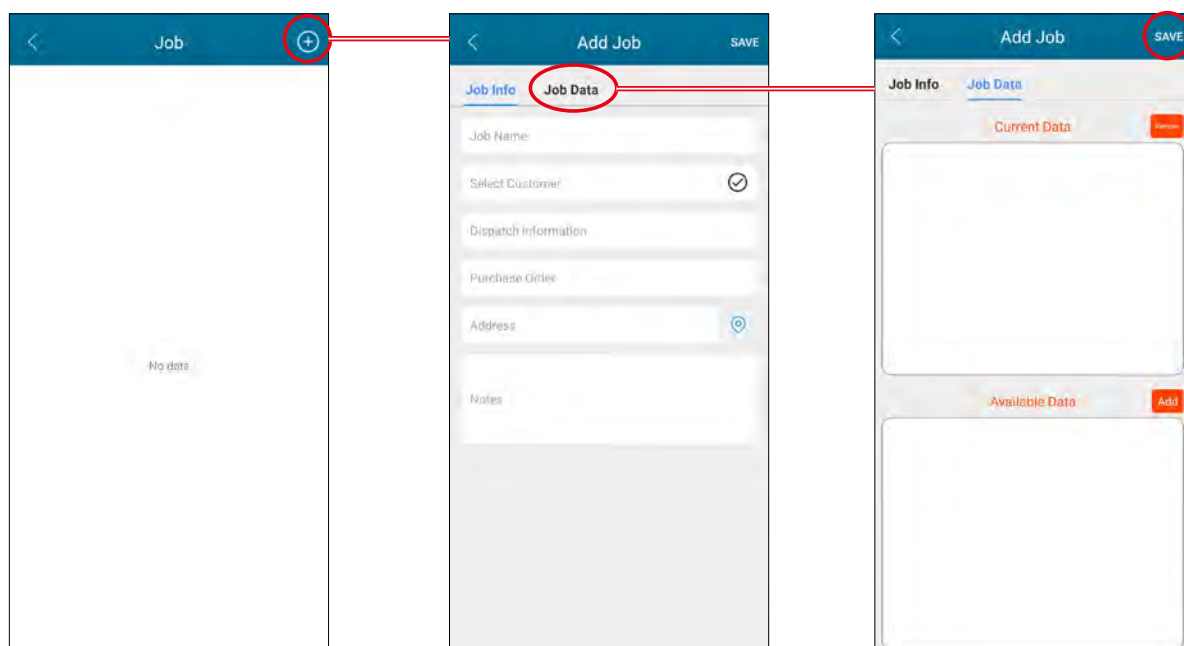 Job
No data
Add Job
SAVE
Job Info
Job Data
Job Name
Select Customer
Dispatch Information
Purchase Order
Address
Notes
Add Job
SAVE
Job Info
Job Data
Current Data
Remove
Available Data
Add